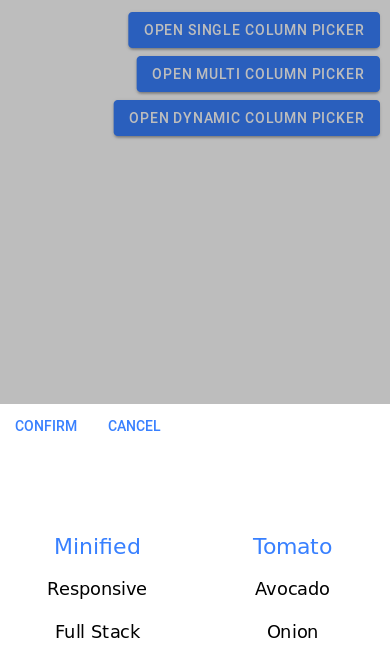 OPEN SINGLE COLUMN PICKER
OPEN MULTI COLUMN PICKER
OPEN DYNAMIC COLUMN PICKER
CONFIRM CANCEL
Minified Tomato
Responsive Avocado
Full Stack Onion